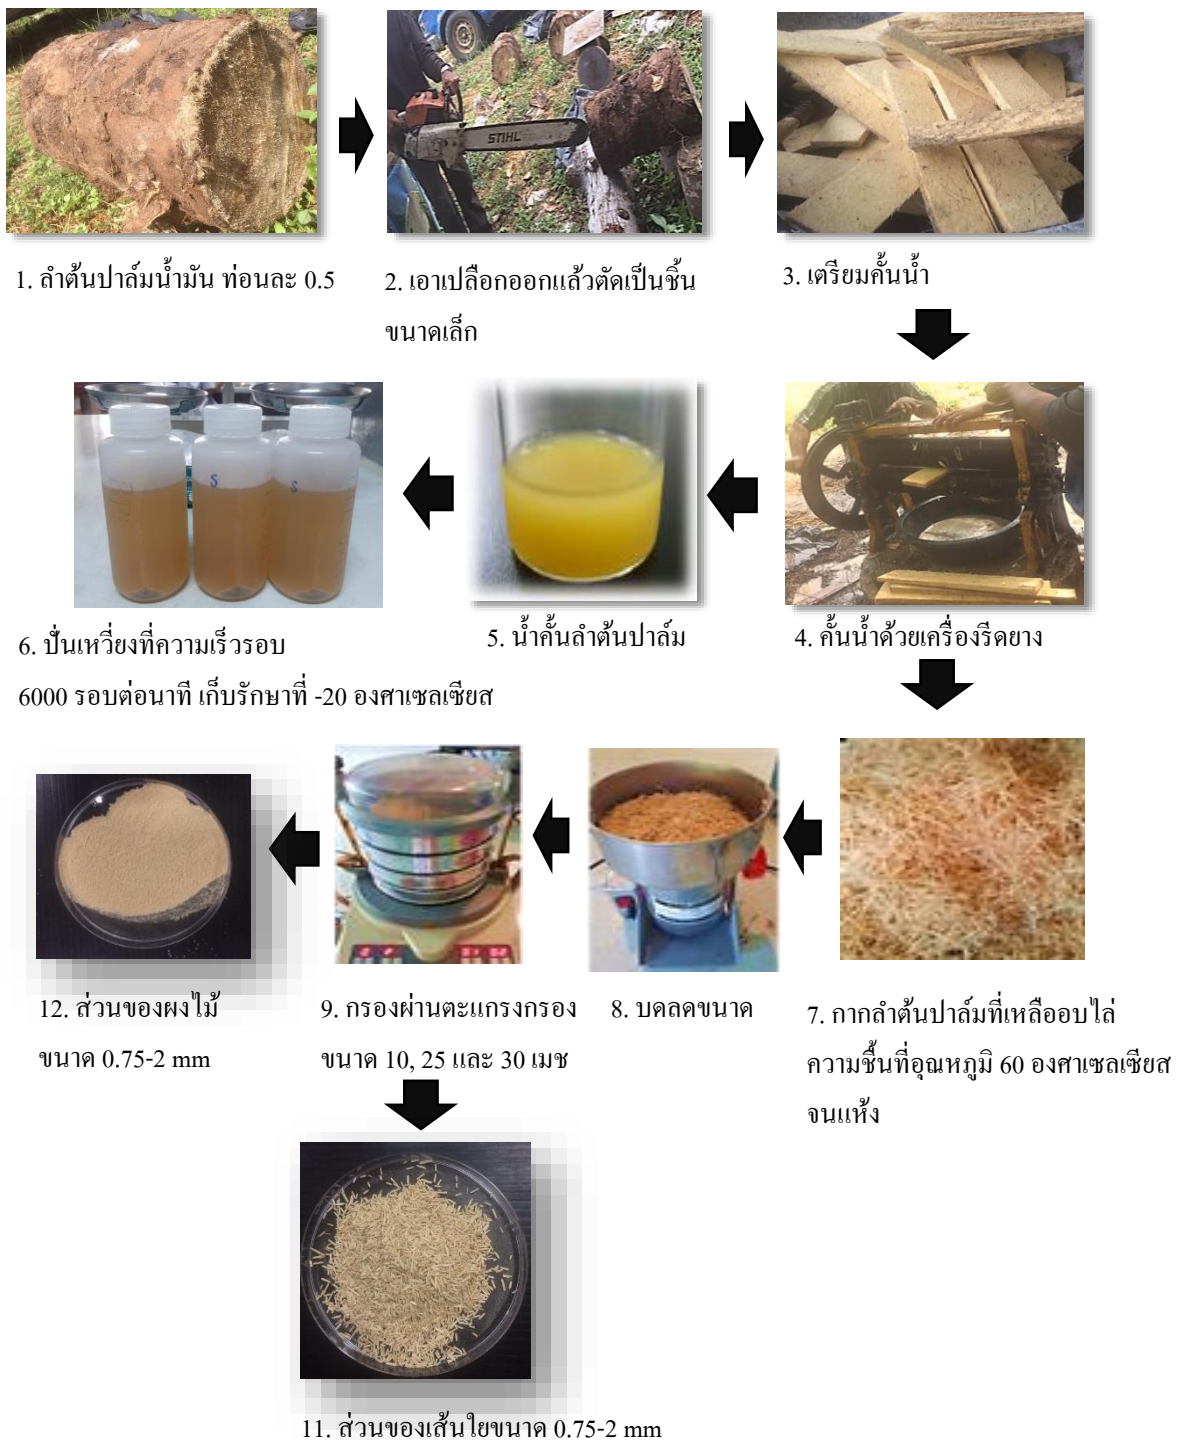 STIHL
1. ลำต้นปาล์มน้ำมัน ท่อนละ 0.5
2. เอาเปลือกออกแล้วตัดเป็นชิ้น
ขนาดเล็ก
3. เตรียมคั้นน้ำ
S
S
6. ปั่นเหวี่ยงที่ความเร็วรอบ
6000 รอบต่อนาที เก็บรักษาที่ -20 องศาเซลเซียส
5. น้ำคั้นลำต้นปาล์ม
4. คั้นน้ำด้วยเครื่องรีดยาง
12. ส่วนของผงไม้
ขนาด 0.75-2 mm
9. กรองผ่านตะแกรงกรอง
ขนาด 10, 25 และ 30 เมช
8. บดลดขนาด
7. กากลำต้นปาล์มที่เหลืออบไล่
ความชื้นที่อุณหภูมิ 60 องศาเซลเซียส
จนแห้ง
11. ส่วนของเส้นใยขนาด 0.75-2 mm